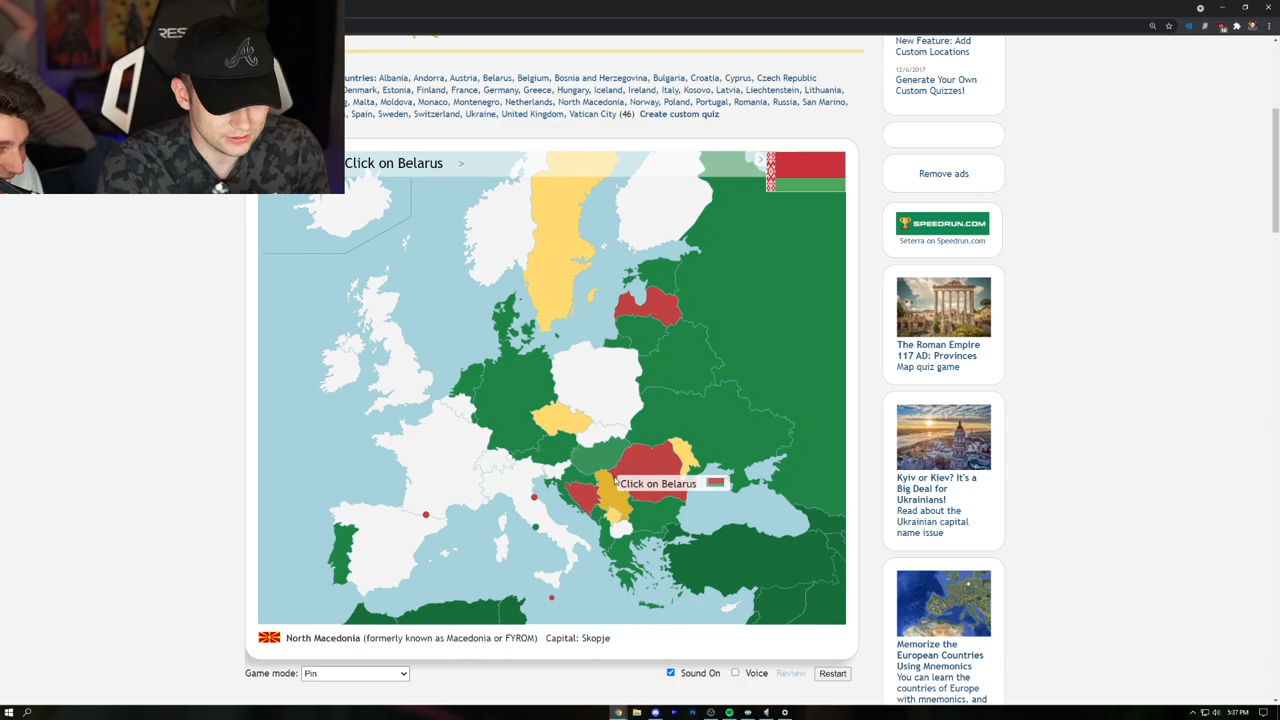 RES
New Feature: Add
Custom Locations
12/6/2017
Generate Your Own
Custom Quizzes!
Albania, Andorra, Austria, Belarus, Belgium, Bosnia and Herzegovina, Bulgaria, Croatia, Cyprus, Czech Republic
Denmark, Estonia, Finland, France, Germany, Greece, Hungary, Iceland, Ireland, Italy, Kosovo, Latvia, Liechtenstein, Lithuania,
Malta, Moldova, Monaco, Montenegro, Netherlands, North Macedonia, Norway, Poland, Portugal, Romania, Russia, San Marino,
Spain, Sweden, Switzerland, Ukraine, United Kingdom, Vatican City (46) Create custom quiz
Click on Belarus >
Click on Belarus
North Macedonia (formerly known as Macedonia or FYROM) Capital: Skopje
Game mode: Pin
Sound On Voice Review Restart
Remove ads
SPEEDRUN.COM
Seterra on Speedrun.com
The Roman Empire
117 AD: Provinces
Map quiz game
Kyiv or Kiev? It's a
Big Deal for
Ukrainians!
Read about the
Ukrainian capital
name issue
Memorize the
European Countries
Using Mnemonics
You can learn the
countries of Europe
with mnemonics, and
5:37 PM